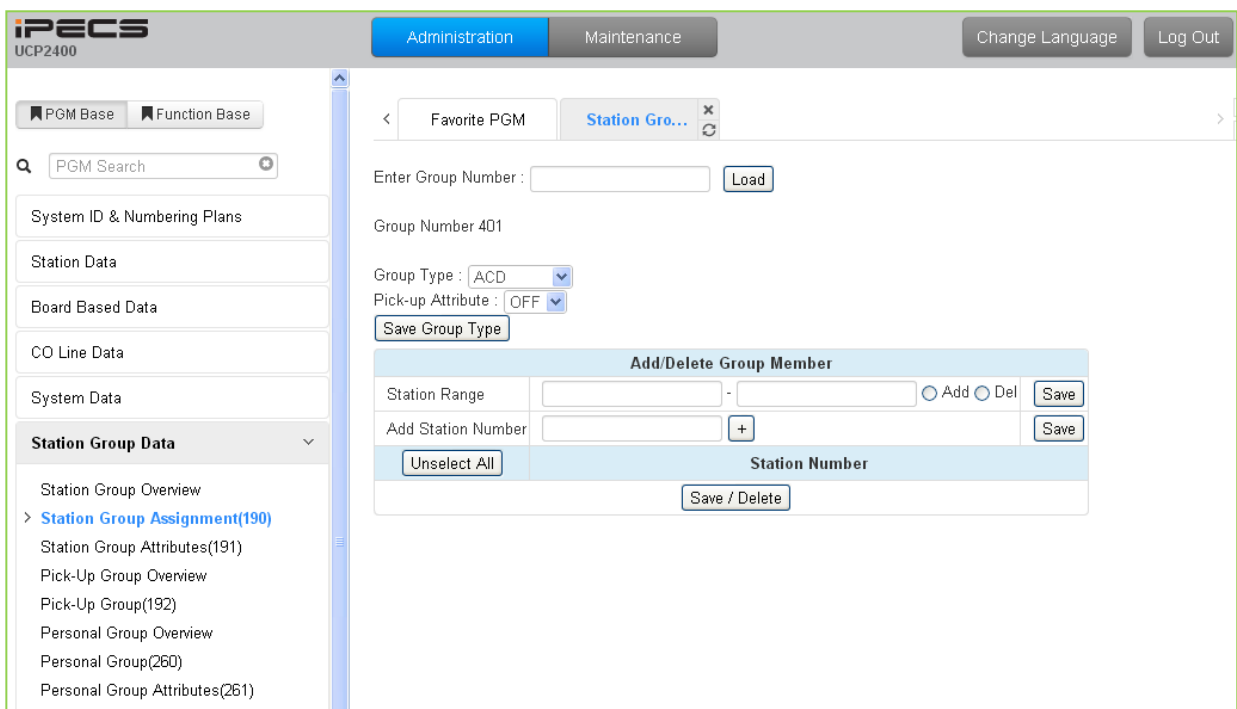 iPECS
UCP2400
Administration Maintenance Change Language Log Out
PGM Base Function Base
PGM Search
System ID & Numbering Plans
Station Data
Board Based Data
CO Line Data
System Data
Station Group Data
Station Group Overview
> Station Group Assignment(190)
Station Group Attributes(191)
Pick-Up Group Overview
Pick-Up Group(192)
Personal Group Overview
Personal Group(260)
Personal Group Attributes(261)
< Favorite PGM Station Gro... >
Enter Group Number : Load
Group Number 401
Group Type : ACD
Pick-up Attribute : OFF
Save Group Type
Add/Delete Group Member
Station Range - Add Del Save
Add Station Number + Save
Unselect All Station Number
Save / Delete